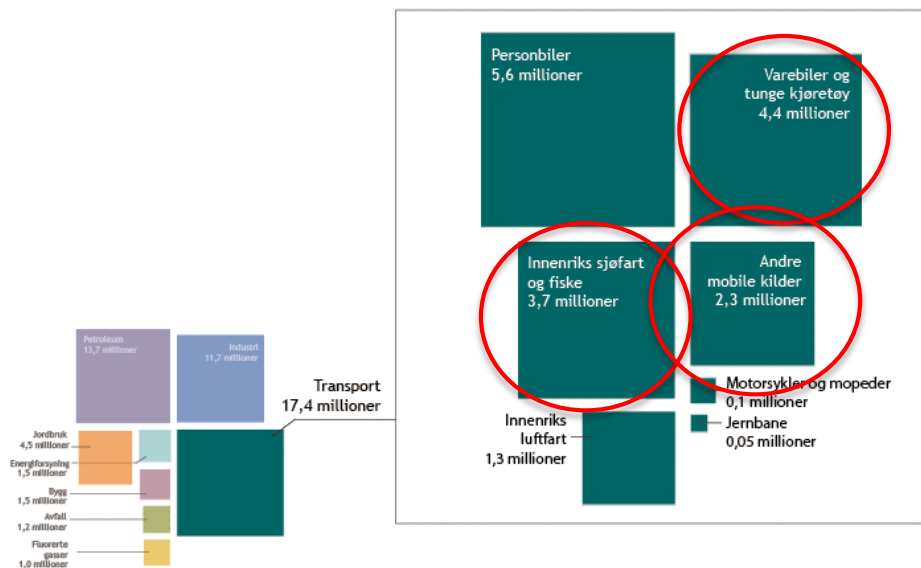 Personbiler
5,6 millioner
Varebiler og
tunge kjøretøy
4,4 millioner
Innenriks sjøfart
og fiske
3,7 millioner
Andre
mobile kilder
2,3 millioner
Motorsykler og mopeder
0,1 millioner
Jernbane
0,05 millioner
Innenriks
luftfart
1,3 millioner
Transport
17,4 millioner
Petroleum
13,7 millioner
Industri
11,7 millioner
Jordbruk
4,5 millioner
Energiforsyning
1,5 millioner
Bygg
1,5 millioner
Avfall
1,2 millioner
Fluorerte
gasser
1,0 millioner